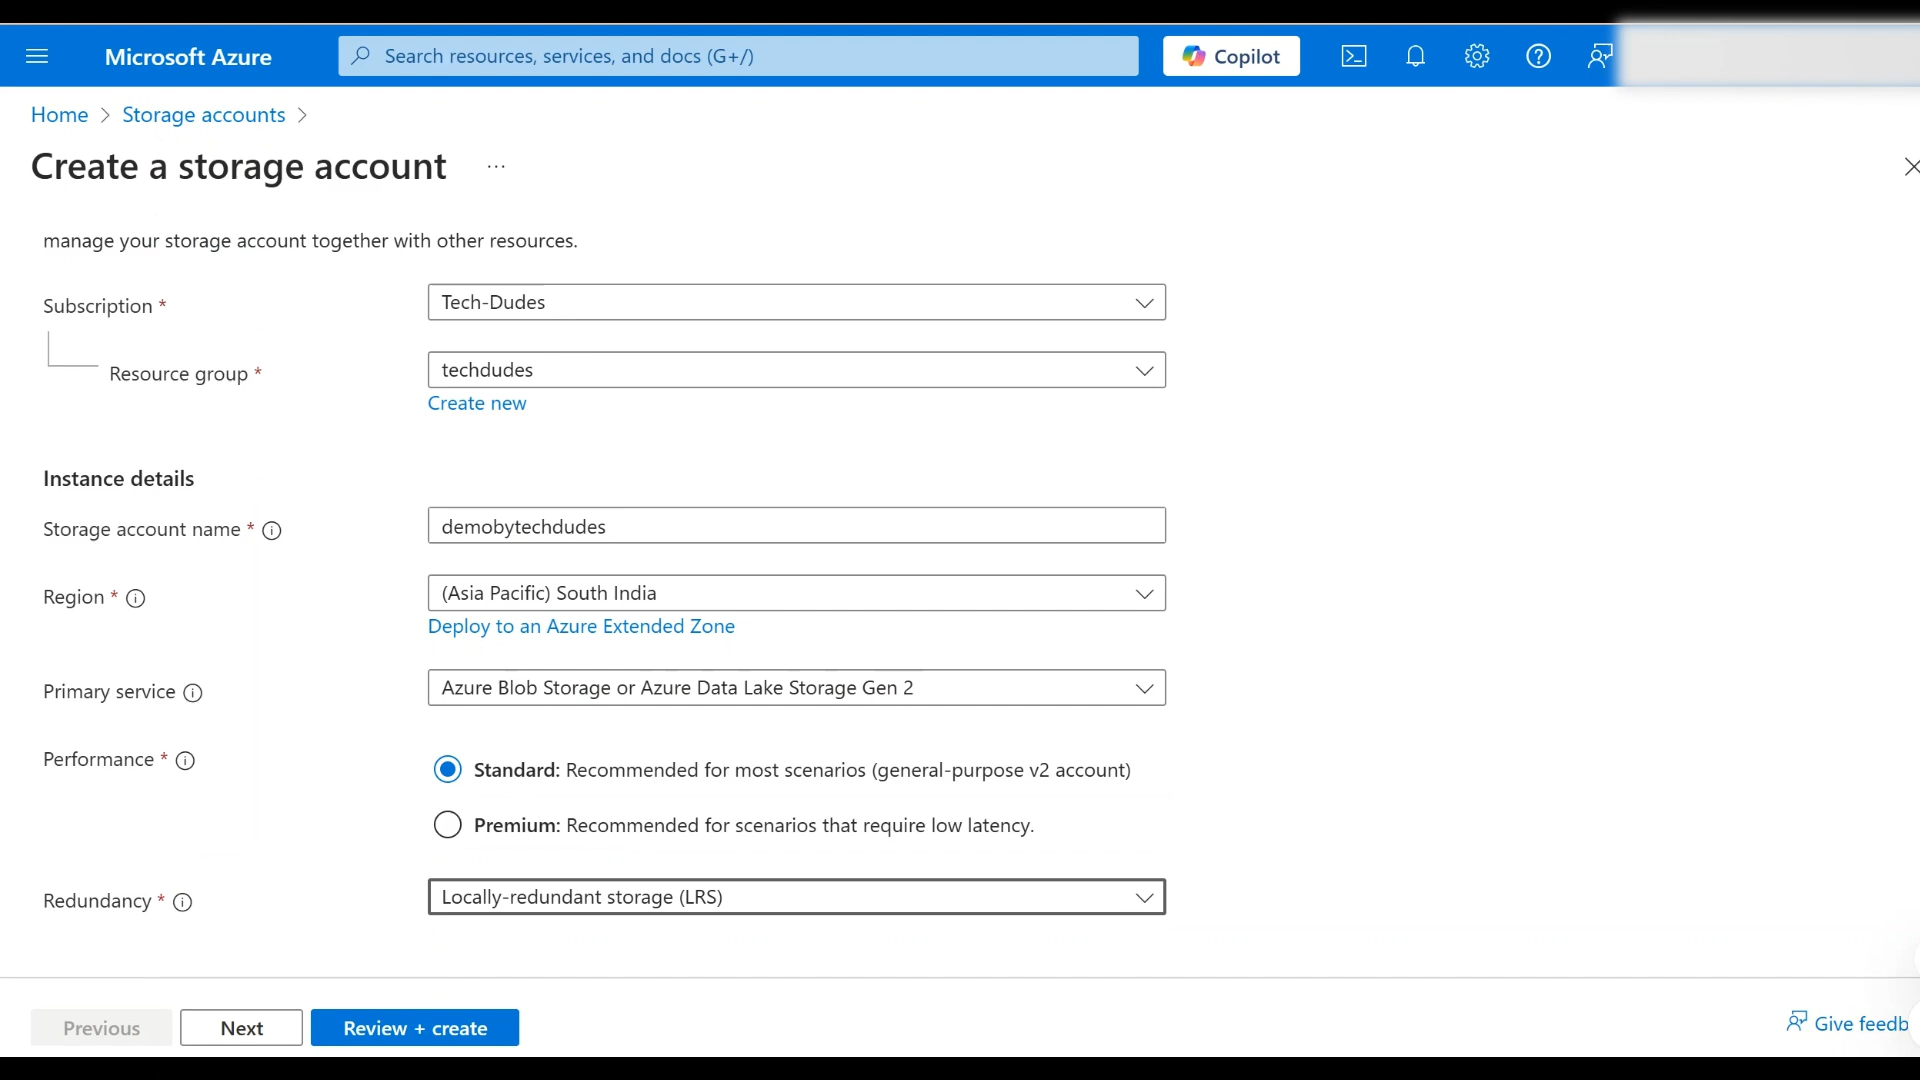 Microsoft Azure
Search resources, services, and docs (G+/)
Copilot
Home > Storage accounts >
Create a storage account ...
manage your storage account together with other resources.
Subscription *
Tech-Dudes
Resource group *
techdudes
Create new
Instance details
Storage account name *
demobytechdudes
Region *
(Asia Pacific) South India
Deploy to an Azure Extended Zone
Primary service
Azure Blob Storage or Azure Data Lake Storage Gen 2
Performance *
Standard: Recommended for most scenarios (general-purpose v2 account)
Premium: Recommended for scenarios that require low latency.
Redundancy *
Locally-redundant storage (LRS)
Previous
Next
Review + create
Give feedb